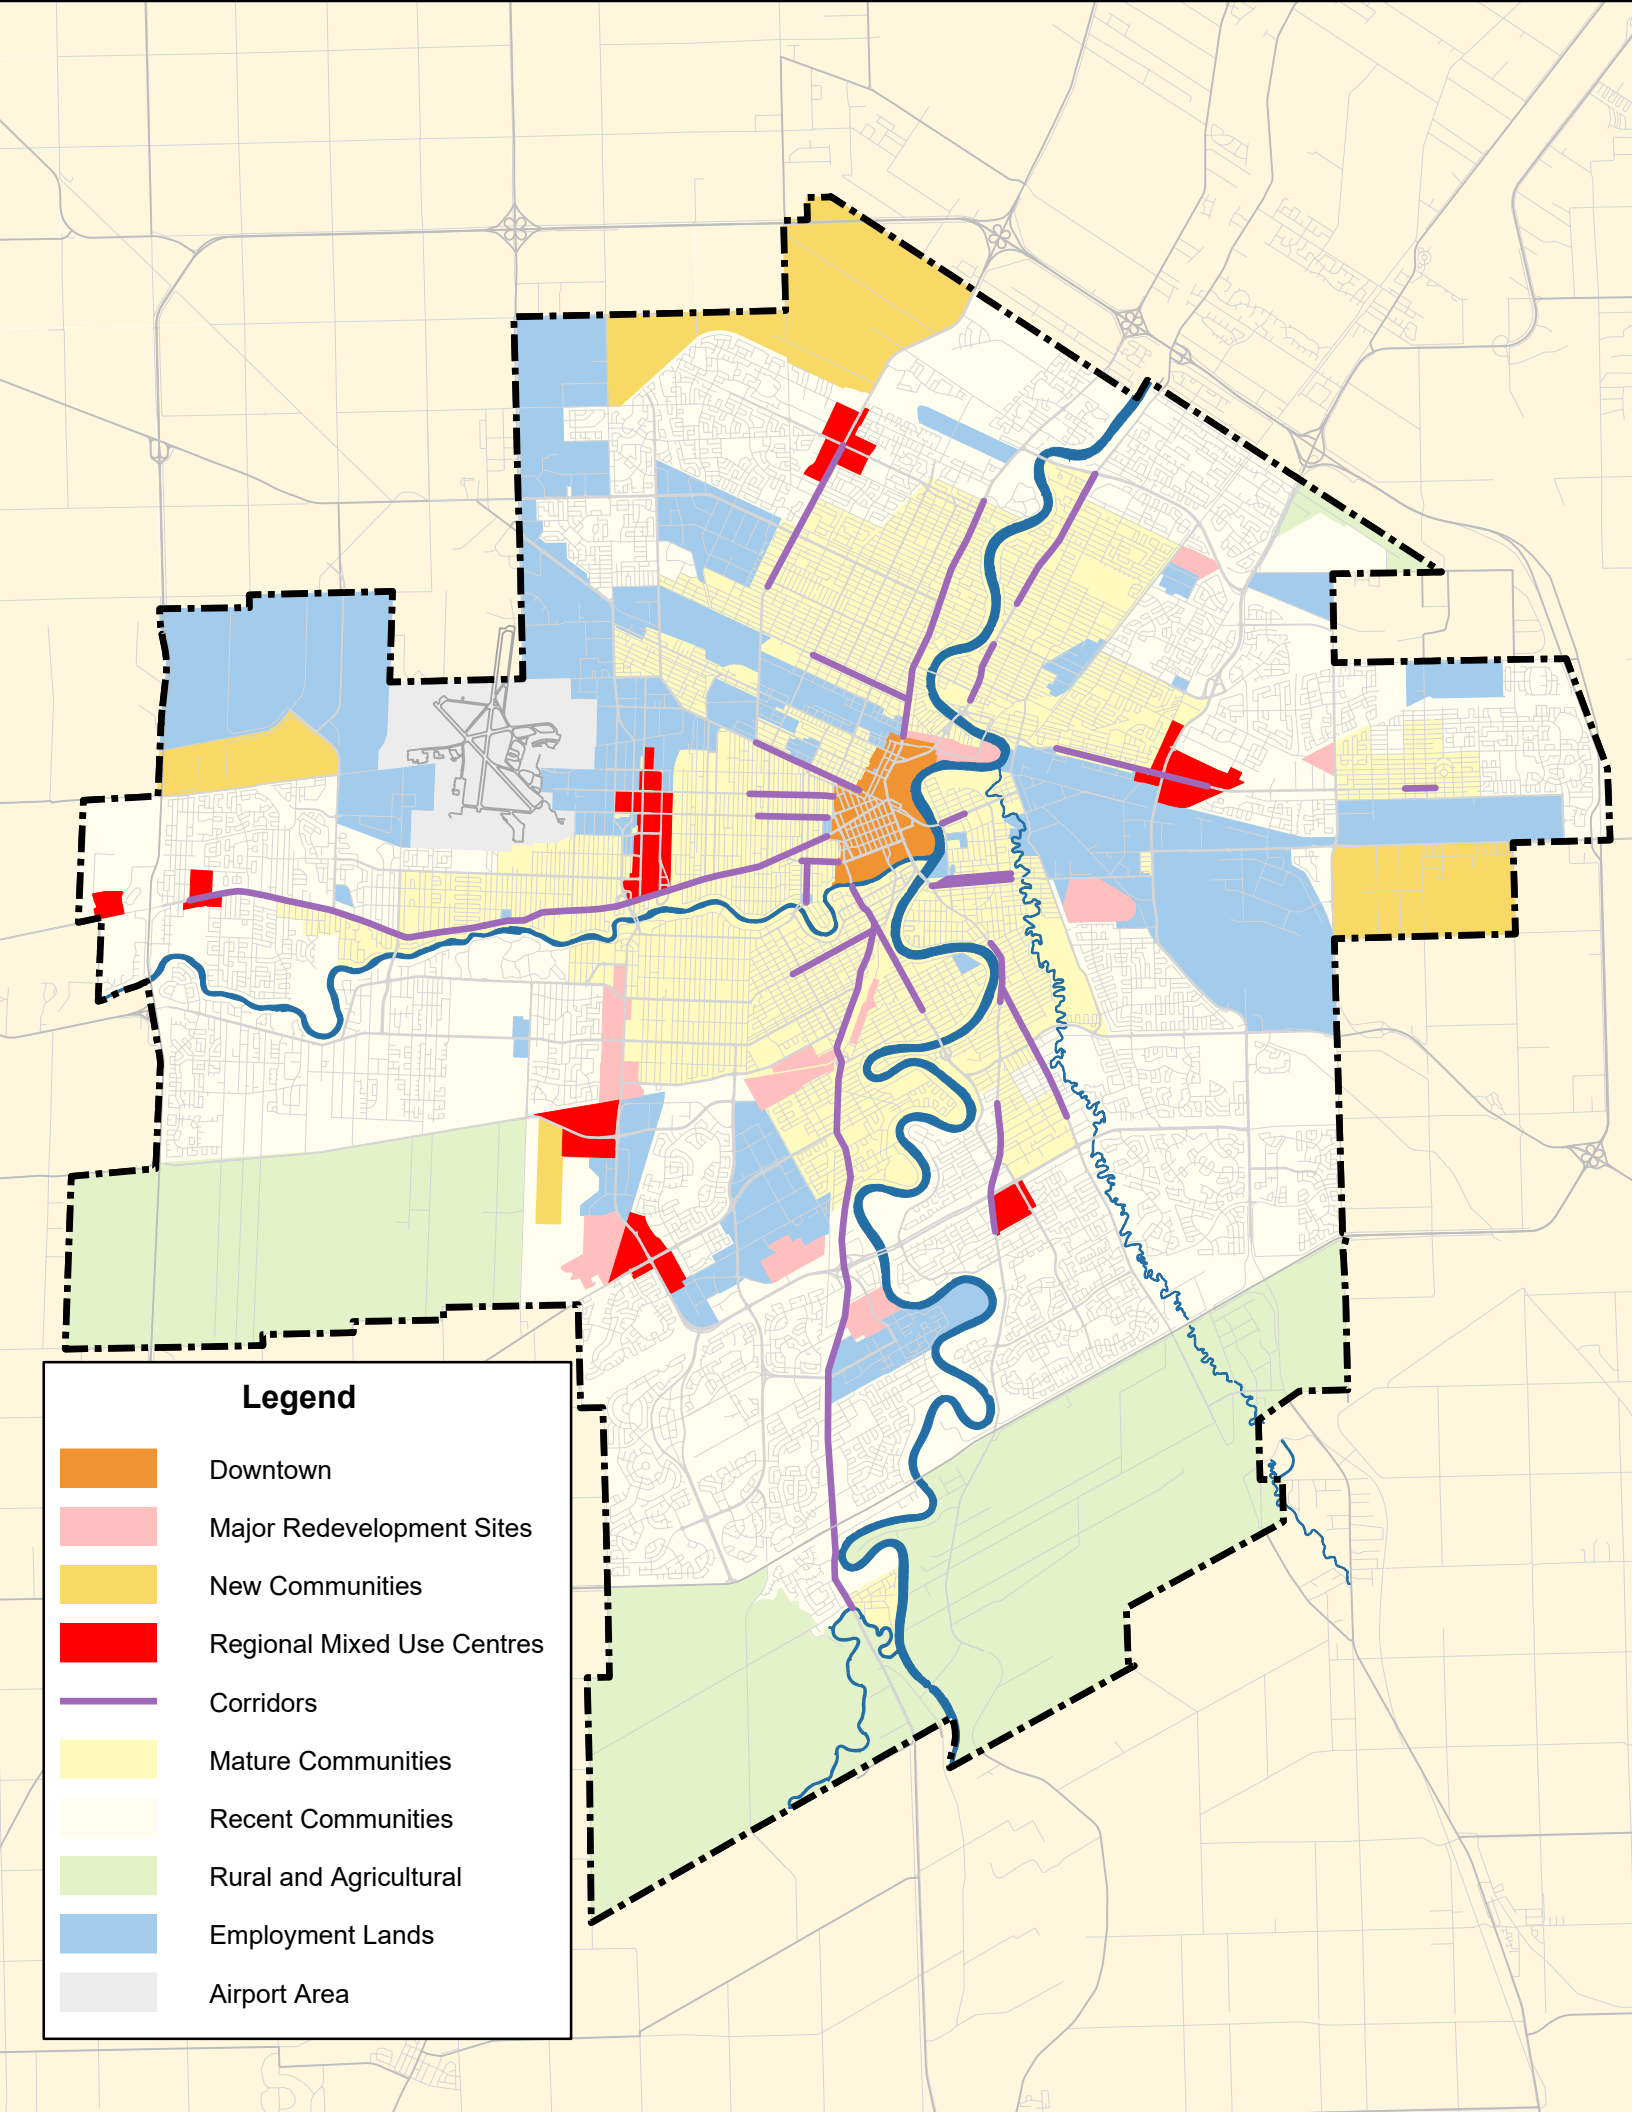 Legend
Downtown
Major Redevelopment Sites
New Communities
Regional Mixed Use Centres
Corridors
Mature Communities
Recent Communities
Rural and Agricultural
Employment Lands
Airport Area